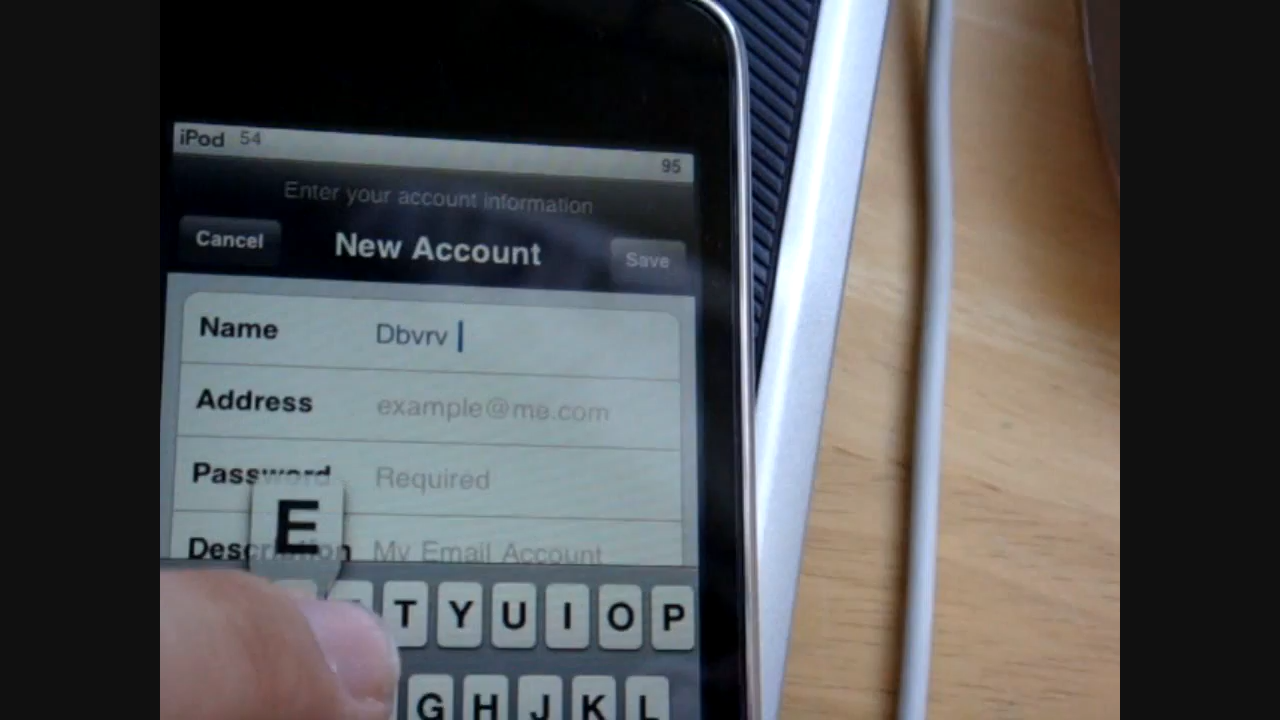 iPod 54 95
Enter your account information
Cancel New Account Save
Name Dbvrv
Address example@me.com
Password Required
E
Description My Email Account
T Y U I O P
G H J K L